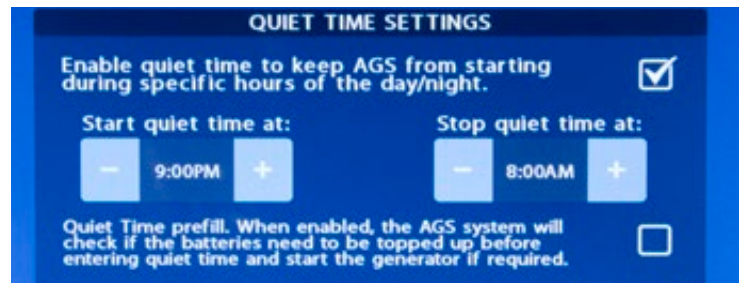 QUIET TIME SETTINGS
Enable quiet time to keep AGS from starting
during specific hours of the day/night.
Start quiet time at: Stop quiet time at:
- 9:00PM + - 8:00AM +
Quiet Time prefill. When enabled, the AGS system will
check if the batteries need to be topped up before
entering quiet time and start the generator if required.